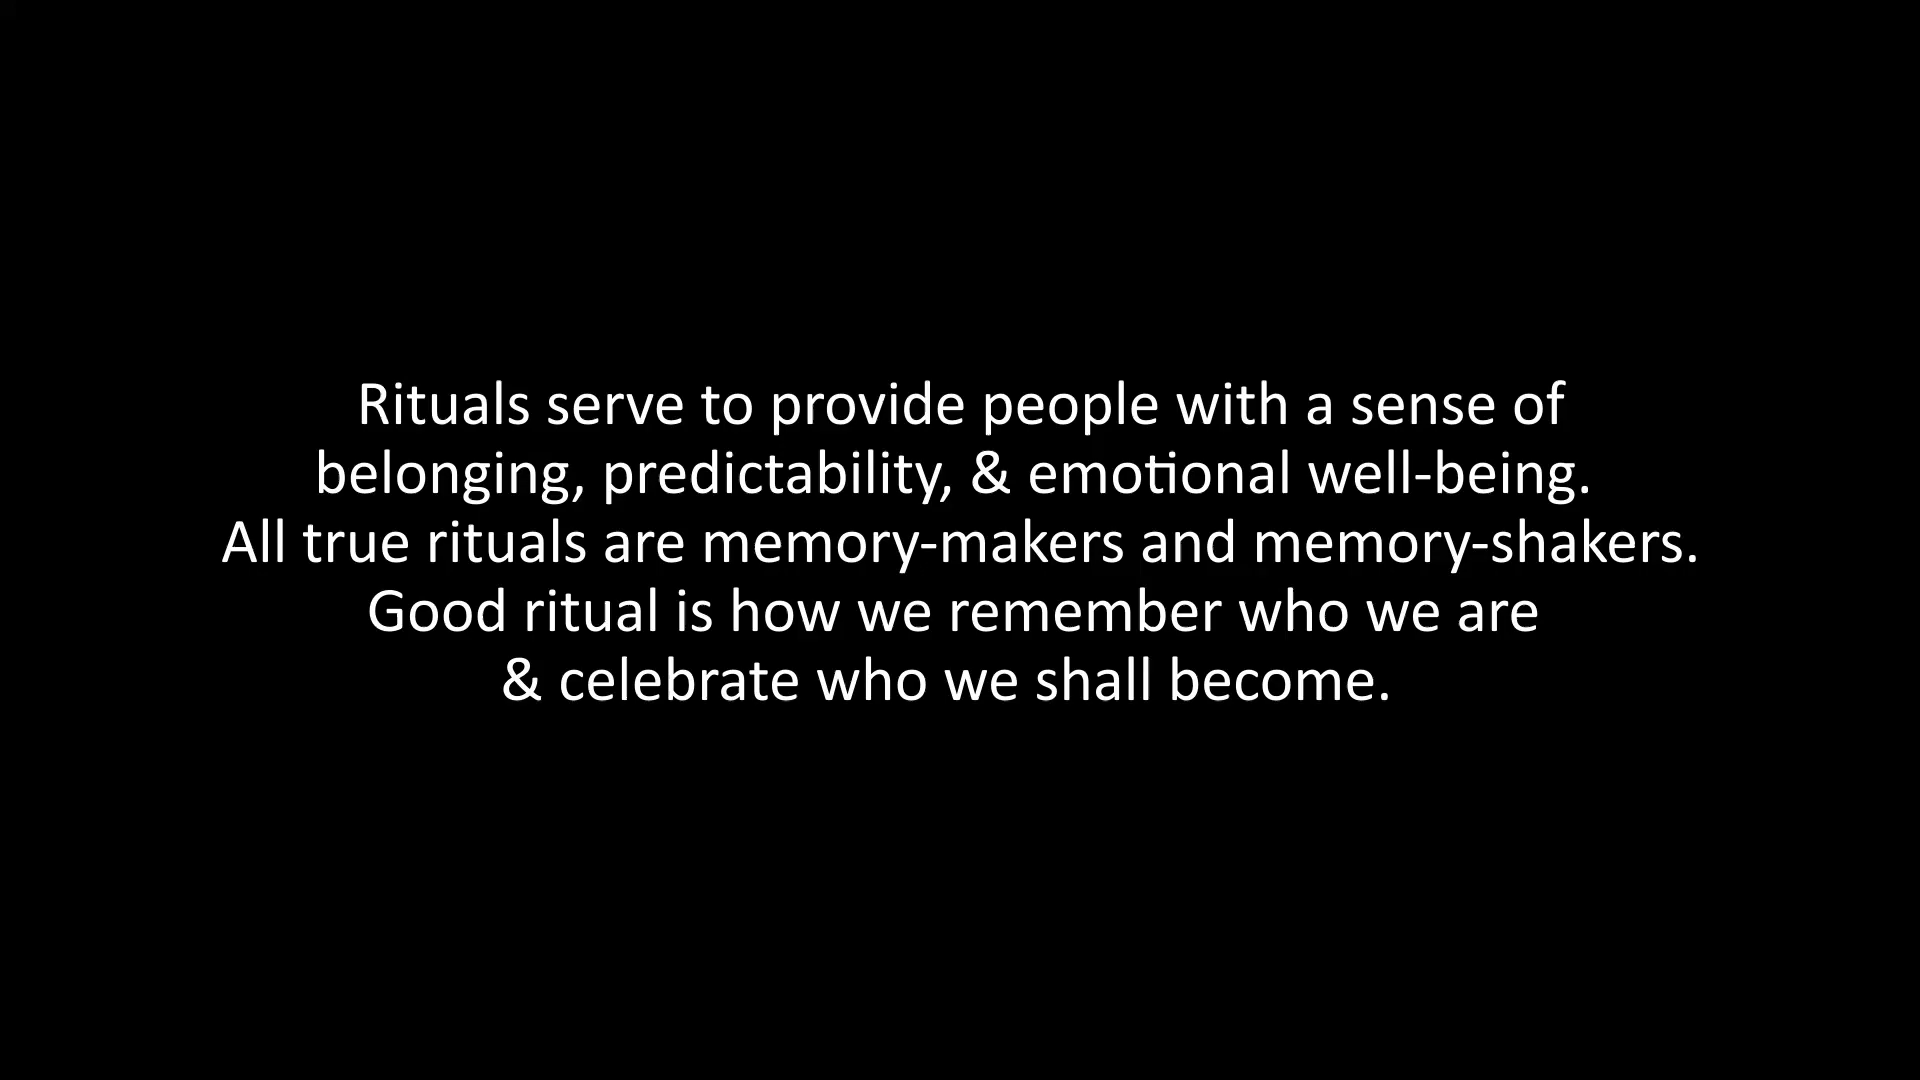 Rituals serve to provide people with a sense of
belonging, predictability, & emotional well-being.
All true rituals are memory-makers and memory-shakers.
Good ritual is how we remember who we are
& celebrate who we shall become.